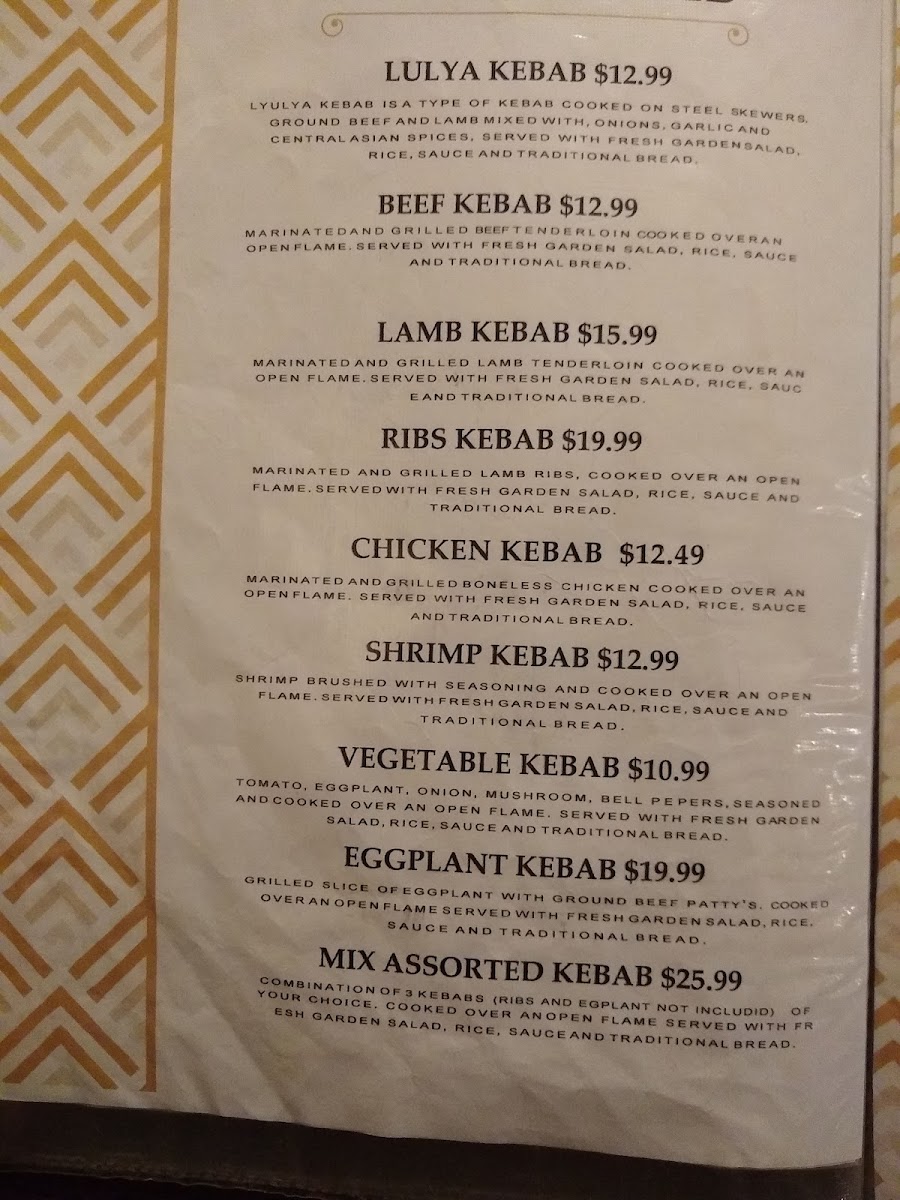 LULYA KEBAB $12.99
LYULYA KEBAB IS A TYPE OF KEBAB COOKED ON STEEL SKEWERS.
GROUND BEEF AND LAMB MIXED WITH, ONIONS, GARLIC AND
CENTRAL ASIAN SPICES, SERVED WITH FRESH GARDEN SALAD,
RICE, SAUCE AND TRADITIONAL BREAD.
BEEF KEBAB $12.99
MARINATED AND GRILLED BEEF TENDERLOIN COOKED OVER AN
OPEN FLAME. SERVED WITH FRESH GARDEN SALAD, RICE, SAUCE
AND TRADITIONAL BREAD.
LAMB KEBAB $15.99
MARINATED AND GRILLED LAMB TENDERLOIN COOKED OVER AN
OPEN FLAME. SERVED WITH FRESH GARDEN SALAD, RICE, SAUC
EAND TRADITIONAL BREAD.
RIBS KEBAB $19.99
MARINATED AND GRILLED LAMB RIBS, COOKED OVER AN OPEN
FLAME. SERVED WITH FRESH GARDEN SALAD, RICE, SAUCE AND
TRADITIONAL BREAD.
CHICKEN KEBAB $12.49
MARINATED AND GRILLED BONELESS CHICKEN COOKED OVER AN
OPEN FLAME. SERVED WITH FRESH GARDEN SALAD, RICE, SAUCE
AND TRADITIONAL BREAD.
SHRIMP KEBAB $12.99
SHRIMP BRUSHED WITH SEASONING AND COOKED OVER AN OPEN
FLAME. SERVED WITH FRESH GARDEN SALAD, RICE, SAUCE AND
TRADITIONAL BREAD.
VEGETABLE KEBAB $10.99
TOMATO, EGGPLANT, ONION, MUSHROOM, BELL PEPERS, SEASONED
AND COOKED OVER AN OPEN FLAME. SERVED WITH FRESH GARDEN
SALAD, RICE, SAUCE AND TRADITIONAL BREAD.
EGGPLANT KEBAB $19.99
GRILLED SLICE OF EGGPLANT WITH GROUND BEEF PATTY'S. COOKED
OVER AN OPEN FLAME SERVED WITH FRESH GARDEN SALAD, RICE.
SAUCE AND TRADITIONAL BREAD.
MIX ASSORTED KEBAB $25.99
COMBINATION OF 3 KEBABS (RIBS AND EGPLANT NOT INCLUDID) OF
YOUR CHOICE. COOKED OVER AN OPEN FLAME SERVED WITH FR
ESH GARDEN SALAD, RICE, SAUCE AND TRADITIONAL BREAD.